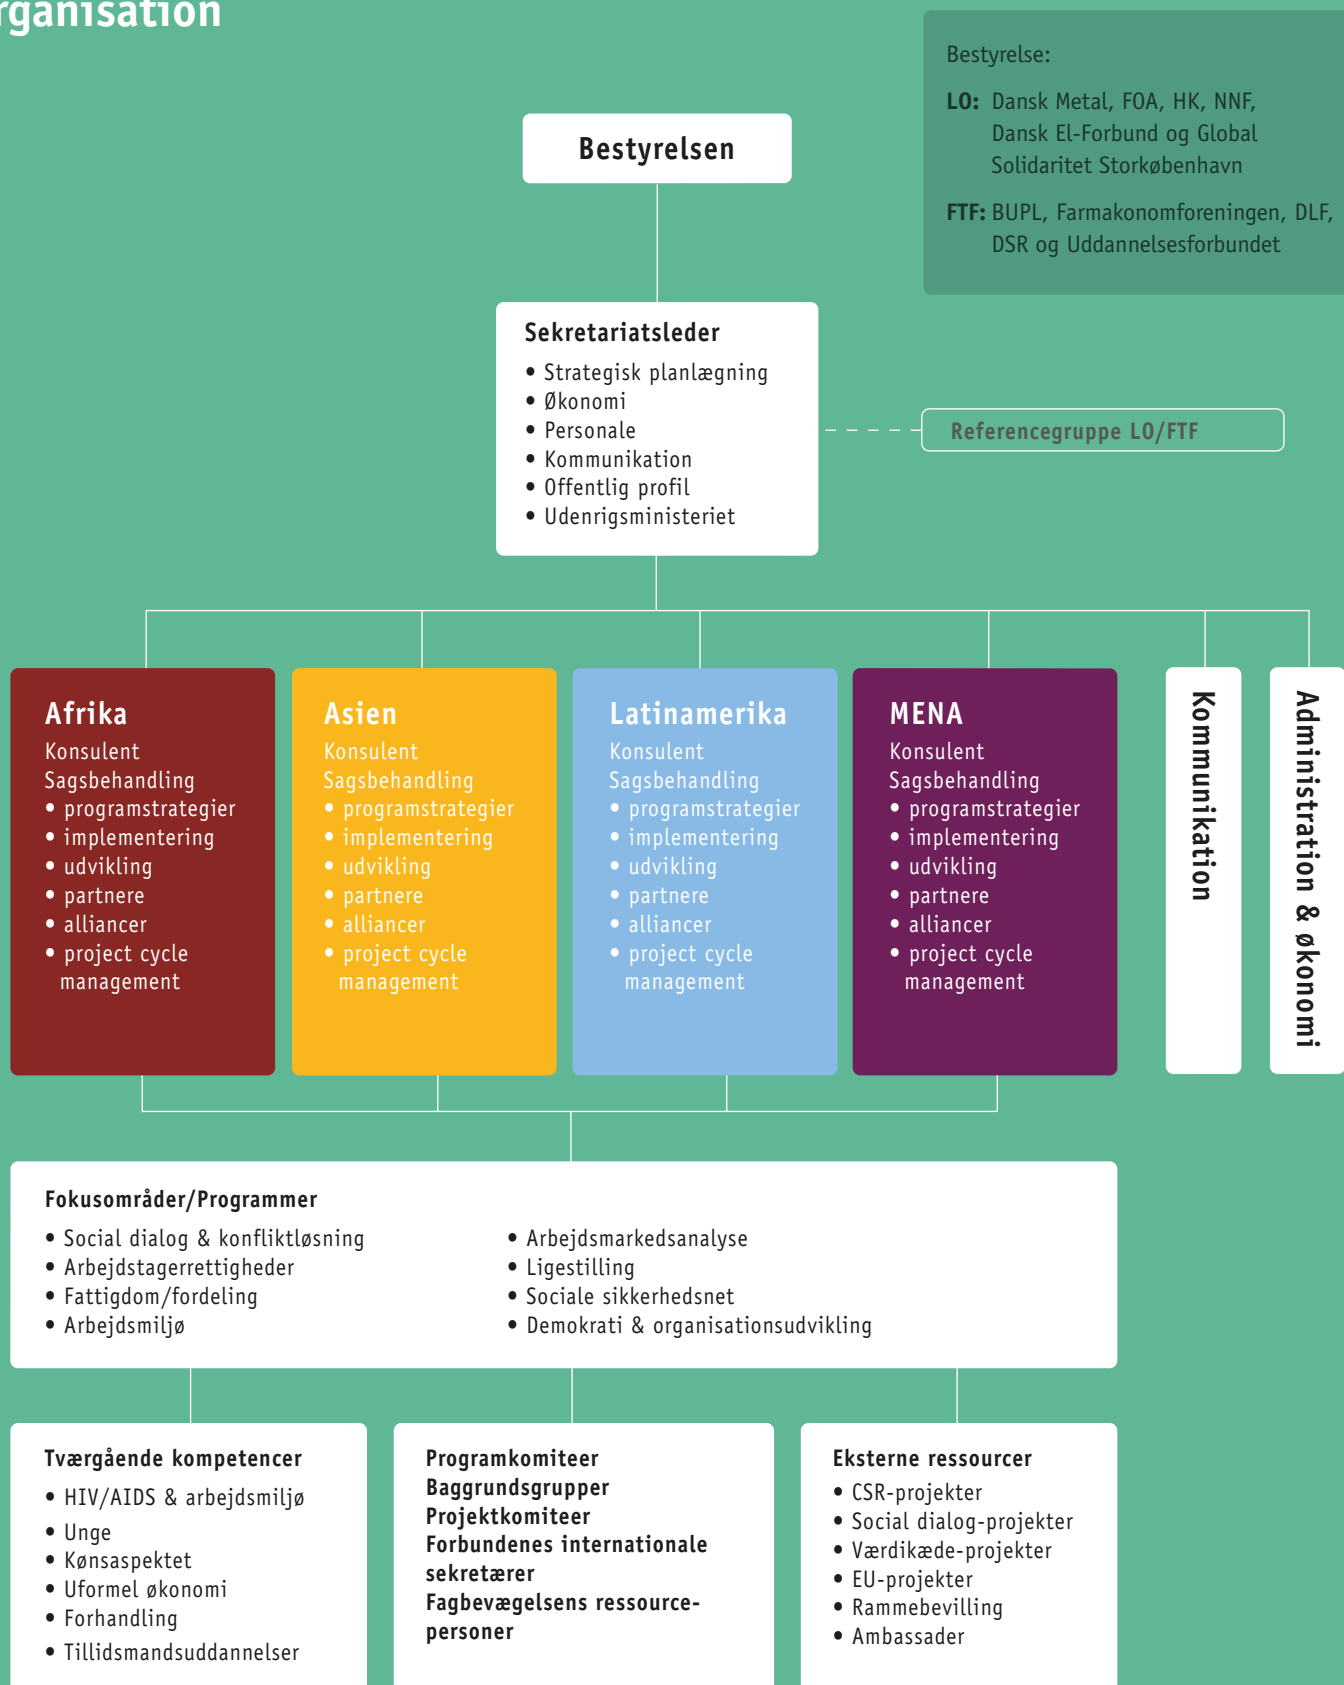 rganisation
Bestyrelse:
LO: Dansk Metal, FOA, HK, NNF,
Dansk El-Forbund og Global
Solidaritet Storkøbenhavn
FTF: BUPL, Farmakonomforeningen, DLF,
DSR og Uddannelsesforbundet
Bestyrelsen
Sekretariatsleder
• Strategisk planlægning
• Økonomi
• Personale
• Kommunikation
• Offentlig profil
• Udenrigsministeriet
Referencegruppe LO/FTF
Afrika
Konsulent
Sagsbehandling
• programstrategier
• implementering
• udvikling
• partnere
• alliancer
• project cycle
management
Asien
Konsulent
Sagsbehandling
• programstrategier
• implementering
• udvikling
• partnere
• alliancer
• project cycle
management
Latinamerika
Konsulent
Sagsbehandling
• programstrategier
• implementering
• udvikling
• partnere
• alliancer
• project cycle
management
MENA
Konsulent
Sagsbehandling
• programstrategier
• implementering
• udvikling
• partnere
• alliancer
• project cycle
management
Kommunikation
Administration & økonomi
Fokusområder/Programmer
• Social dialog & konfliktløsning
• Arbejdstagerrettigheder
• Fattigdom/fordeling
• Arbejdsmiljø
• Arbejdsmarkedsanalyse
• Ligestilling
• Sociale sikkerhedsnet
• Demokrati & organisationsudvikling
Tværgående kompetencer
• HIV/AIDS & arbejdsmiljø
• Unge
• Kønsaspektet
• Uformel økonomi
• Forhandling
• Tillidsmandsuddannelser
Programkomiteer
Baggrundsgrupper
Projektkomiteer
Forbundenes internationale
sekretærer
Fagbevægelsens ressource-
personer
Eksterne ressourcer
• CSR-projekter
• Social dialog-projekter
• Værdikæde-projekter
• EU-projekter
• Rammebevilling
• Ambassader